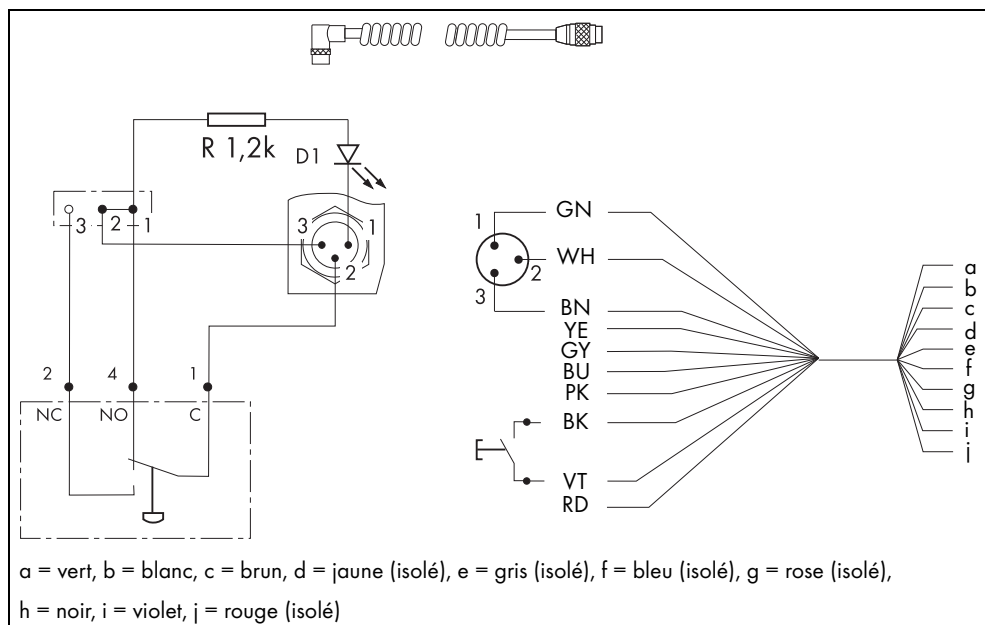 R 1,2k
D1
3 2 1
3 1
2
2 4 1
NC NO C
1
2
3
GN
WH
BN
YE
GY
BU
PK
BK
VT
RD
a
b
c
d
e
f
g
h
i
j
a = vert, b = blanc, c = brun, d = jaune (isolé), e = gris (isolé), f = bleu (isolé), g = rose (isolé),
h = noir, i = violet, j = rouge (isolé)